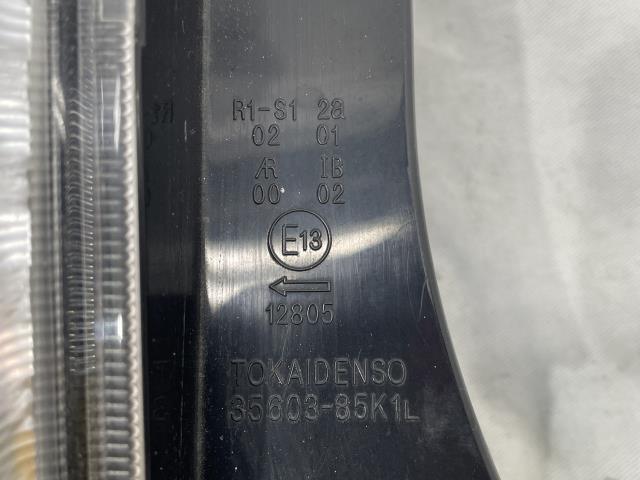 R1-S1 2a
02 01
AR IB
00 02
E13
12805
TOKAIDENSO
35603-85K1L